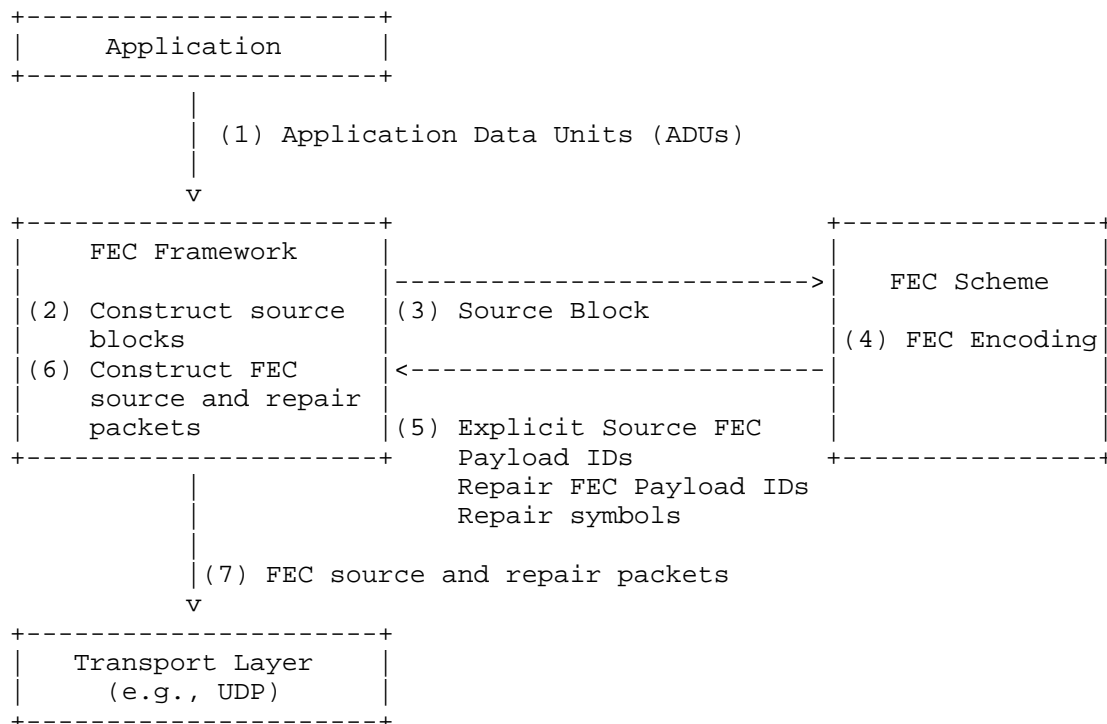 Application
(1) Application Data Units (ADUs)
FEC Framework
FEC Scheme
(2) Construct source
(3) Source Block
blocks
(4) FEC Encoding
(6) Construct FEC
source and repair
packets
(5) Explicit Source FEC
Payload IDs
Repair FEC Payload IDs
Repair symbols
(7) FEC source and repair packets
Transport Layer
(e.g., UDP)